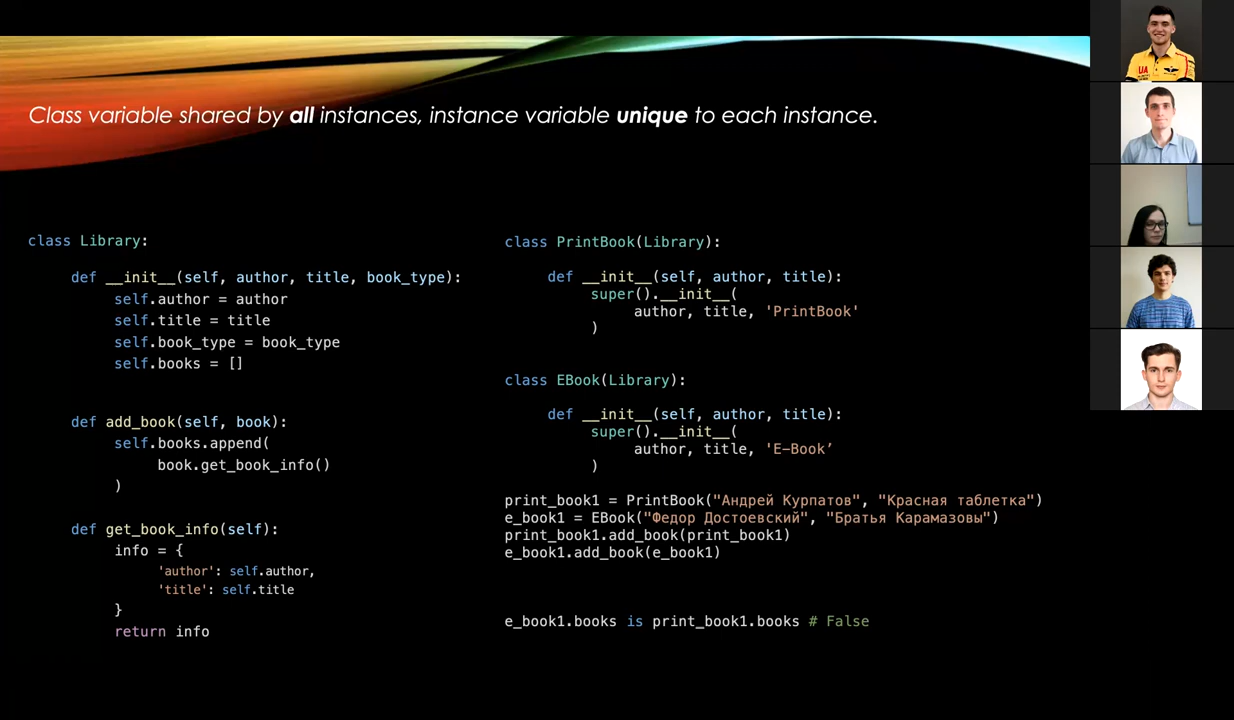 Class variable shared by all instances, instance variable unique to each instance.
class Library:
def __init__(self, author, title, book_type):
self.author = author
self.title = title
self.book_type = book_type
self.books = []
def add_book(self, book):
self.books.append(
book.get_book_info()
)
def get_book_info(self):
info = {
'author': self.author,
'title': self.title
}
return info
class PrintBook(Library):
def __init__(self, author, title):
super().__init__(
author, title, 'PrintBook'
)
class EBook(Library):
def __init__(self, author, title):
super().__init__(
author, title, 'E-Book’
)
print_book1 = PrintBook("Андрей Курпатов", "Красная таблетка")
e_book1 = EBook("Федор Достоевский", "Братья Карамазовы")
print_book1.add_book(print_book1)
e_book1.add_book(e_book1)
e_book1.books is print_book1.books # False
UA